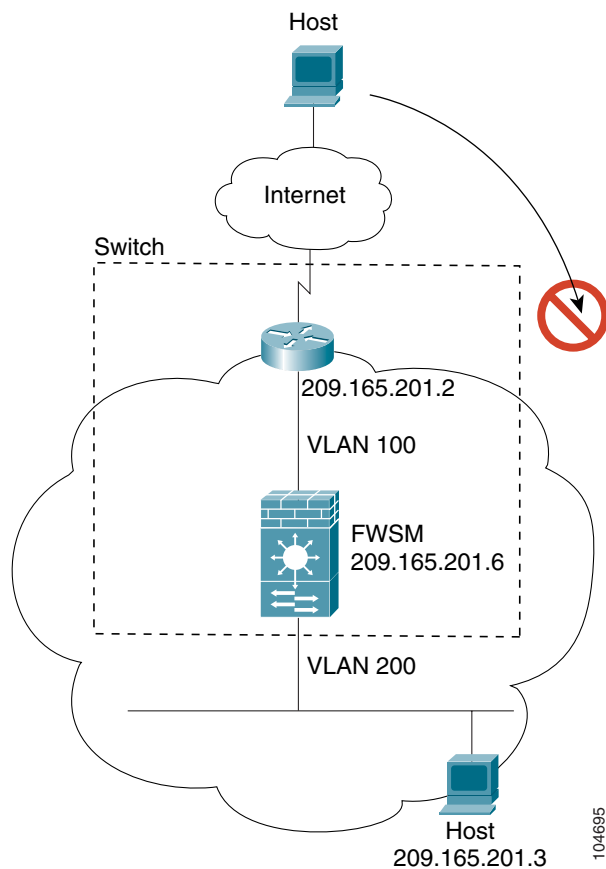 Host
Internet
Switch
209.165.201.2
VLAN 100
FWSM
209.165.201.6
VLAN 200
Host
209.165.201.3
104695